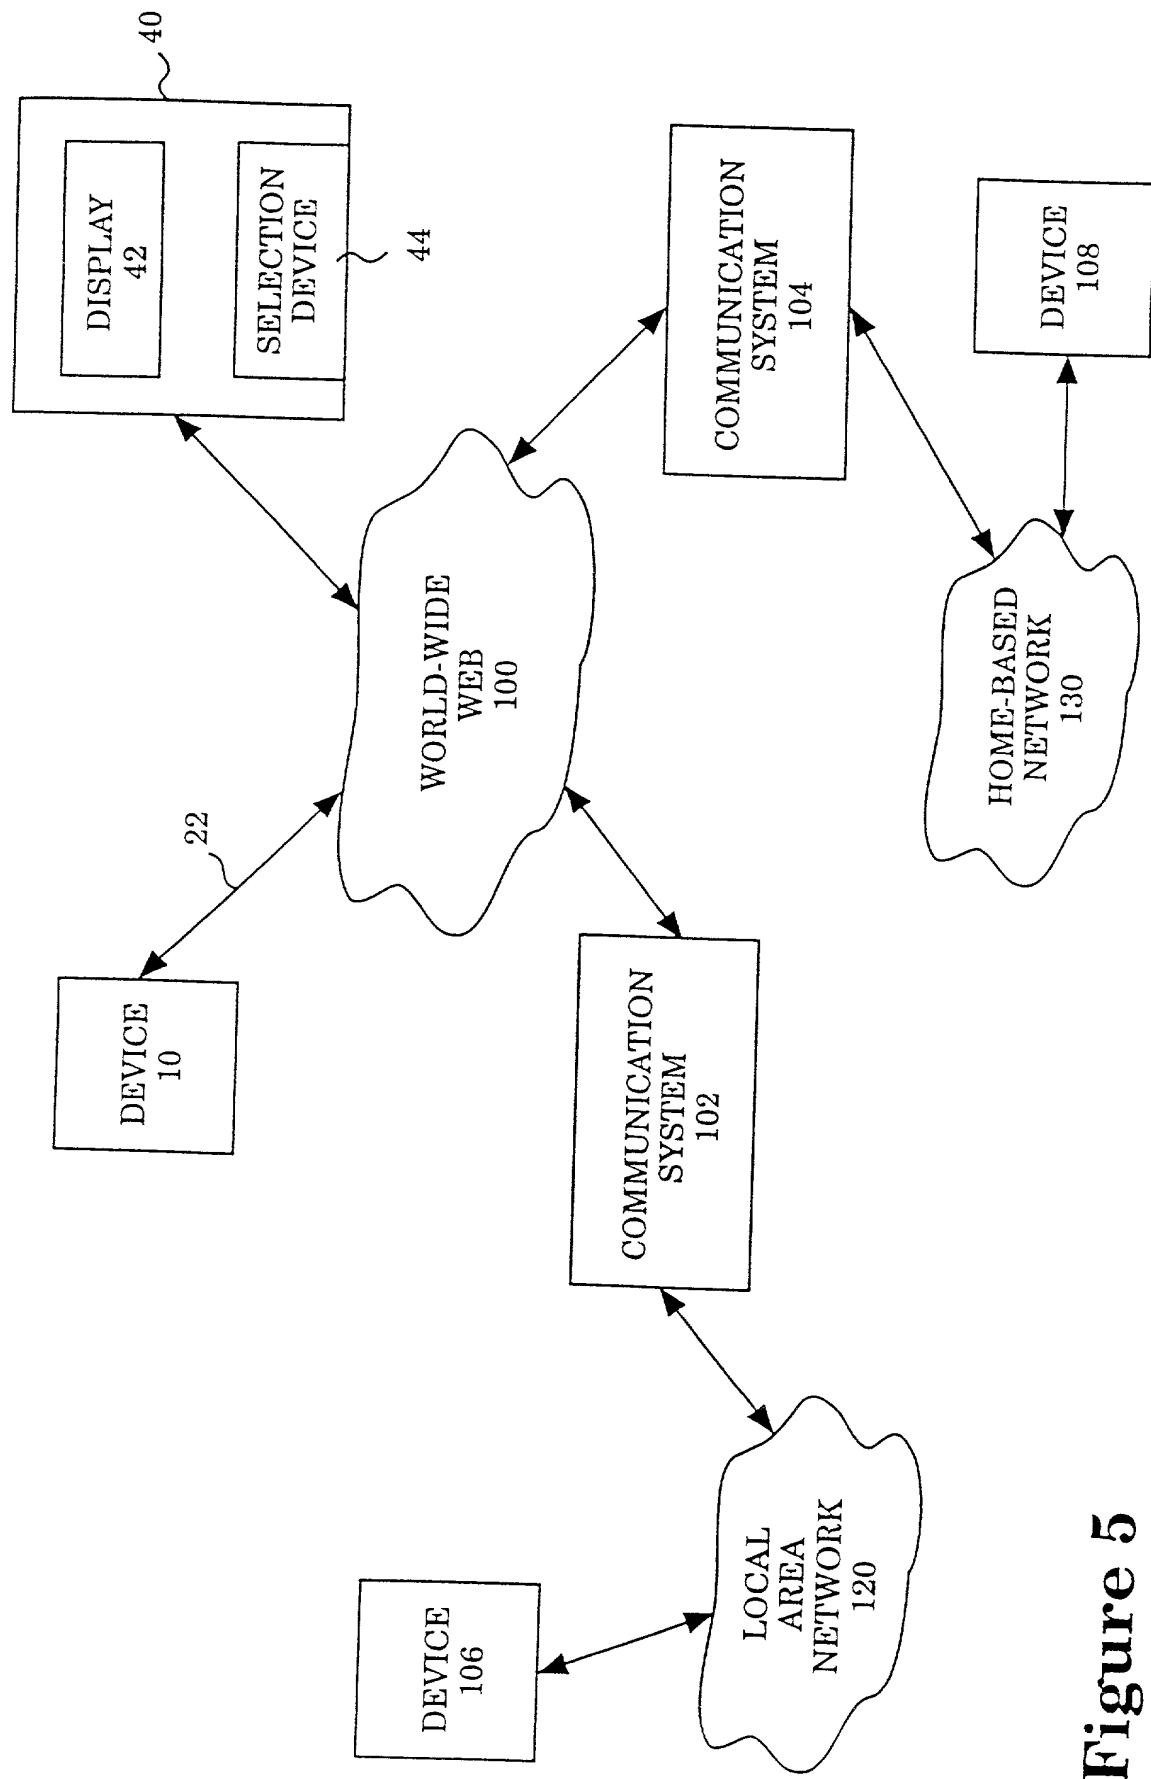 DEVICE
10
22
DISPLAY
42
SELECTION
DEVICE
44
40
WORLD-WIDE
WEB
100
DEVICE
106
COMMUNICATION
SYSTEM
102
COMMUNICATION
SYSTEM
104
LOCAL
AREA
NETWORK
120
HOME-BASED
NETWORK
130
DEVICE
108
Figure 5